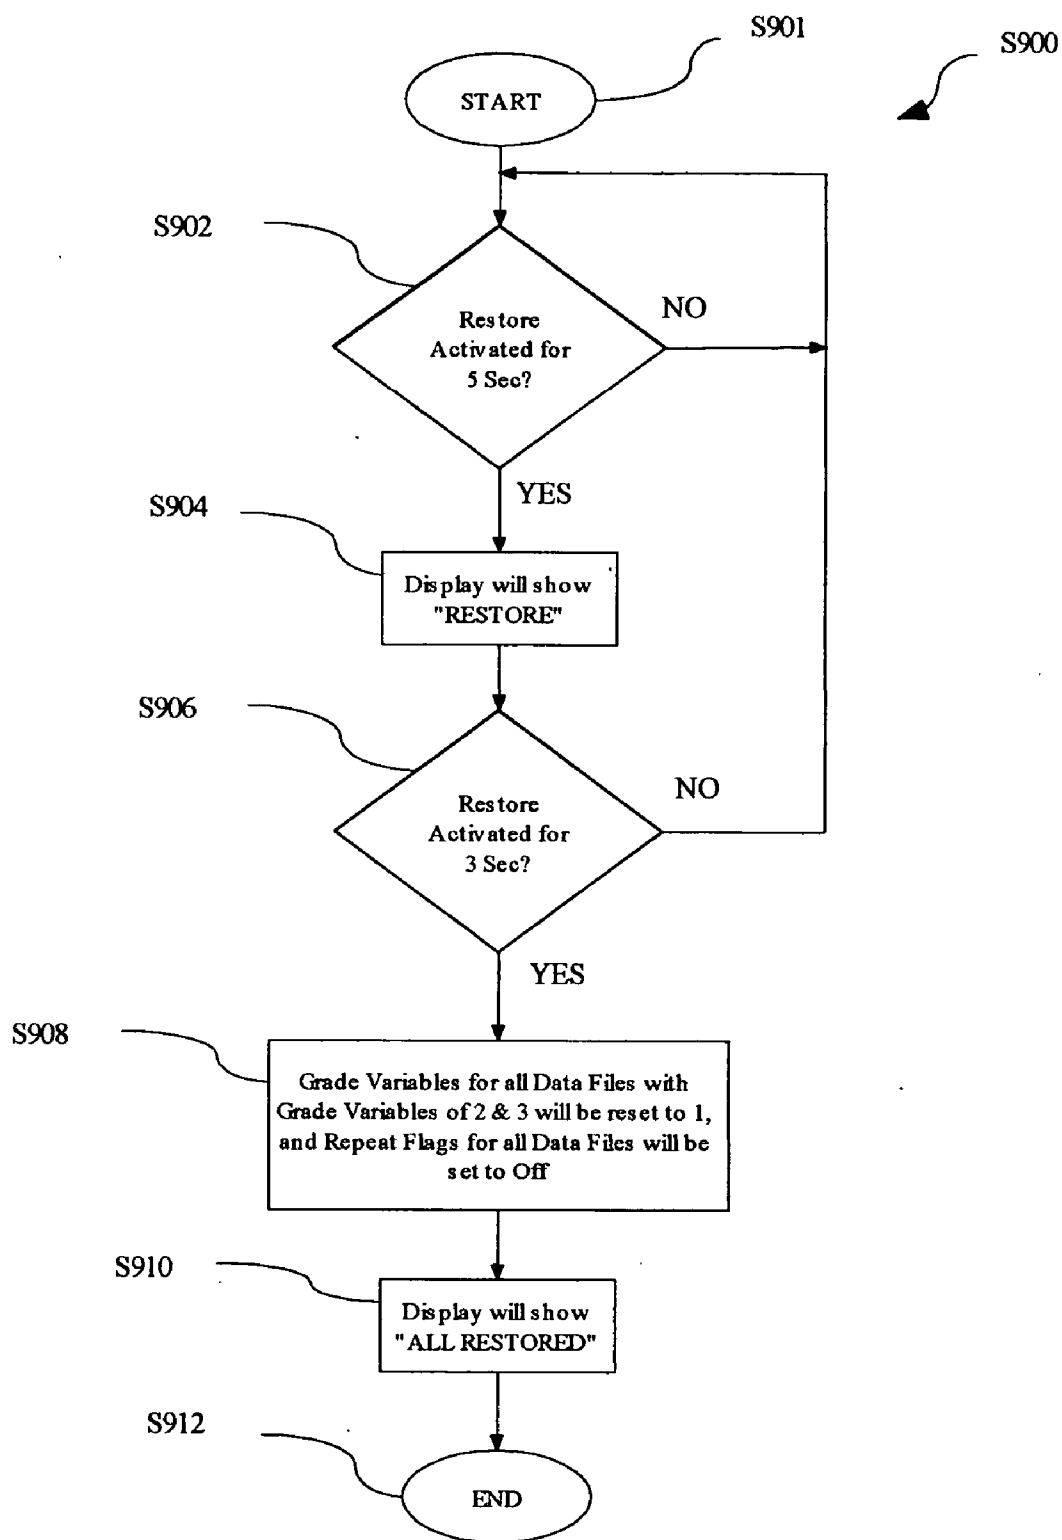 S901
S900
START
S902
NO
Restore
Activated for
5 Sec?
YES
S904
Display will show
"RESTORE"
S906
NO
Restore
Activated for
3 Sec?
YES
S908
Grade Variables for all Data Files with
Grade Variables of 2 & 3 will be reset to 1,
and Repeat Flags for all Data Files will be
set to Off
S910
Display will show
"ALL RESTORED"
S912
END